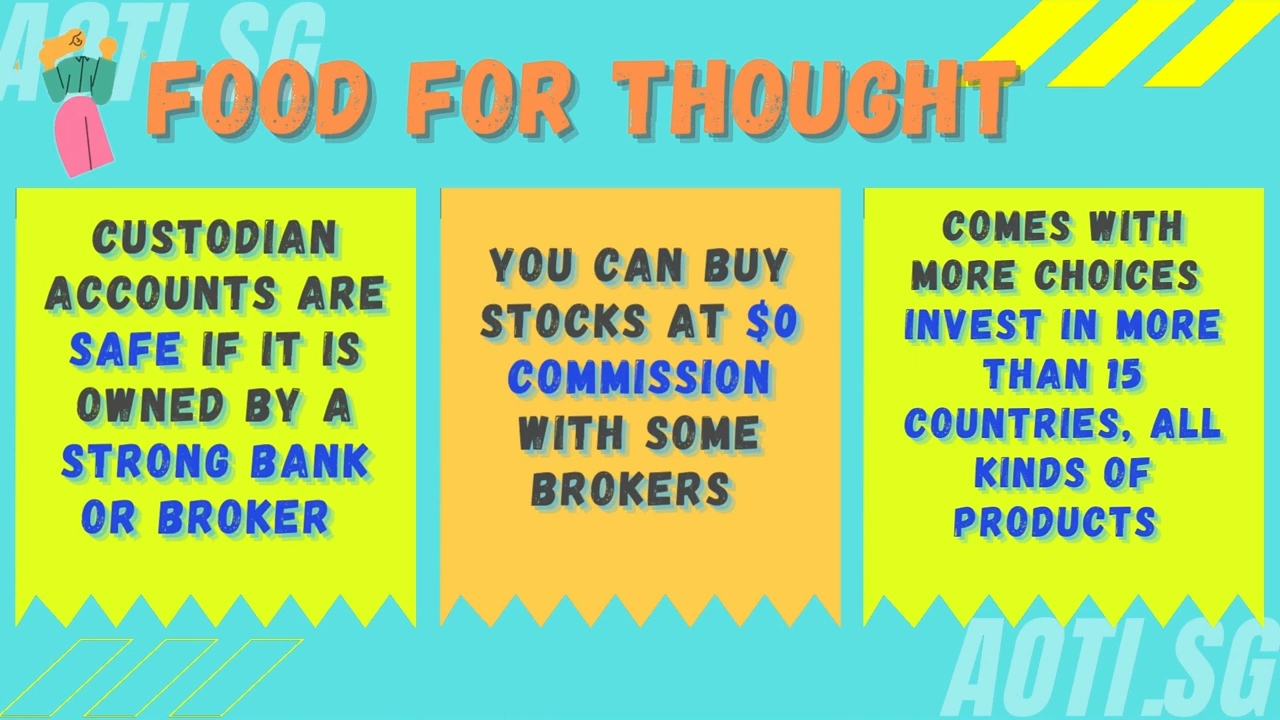 AOTI.SG
FOOD FOR THOUGHT
CUSTODIAN
ACCOUNTS ARE
SAFE IF IT IS
OWNED BY A
STRONG BANK
OR BROKER
YOU CAN BUY
STOCKS AT $0
COMMISSION
WITH SOME
BROKERS
COMES WITH
MORE CHOICES
INVEST IN MORE
THAN 15
COUNTRIES, ALL
KINDS OF
PRODUCTS
AOTI.SG